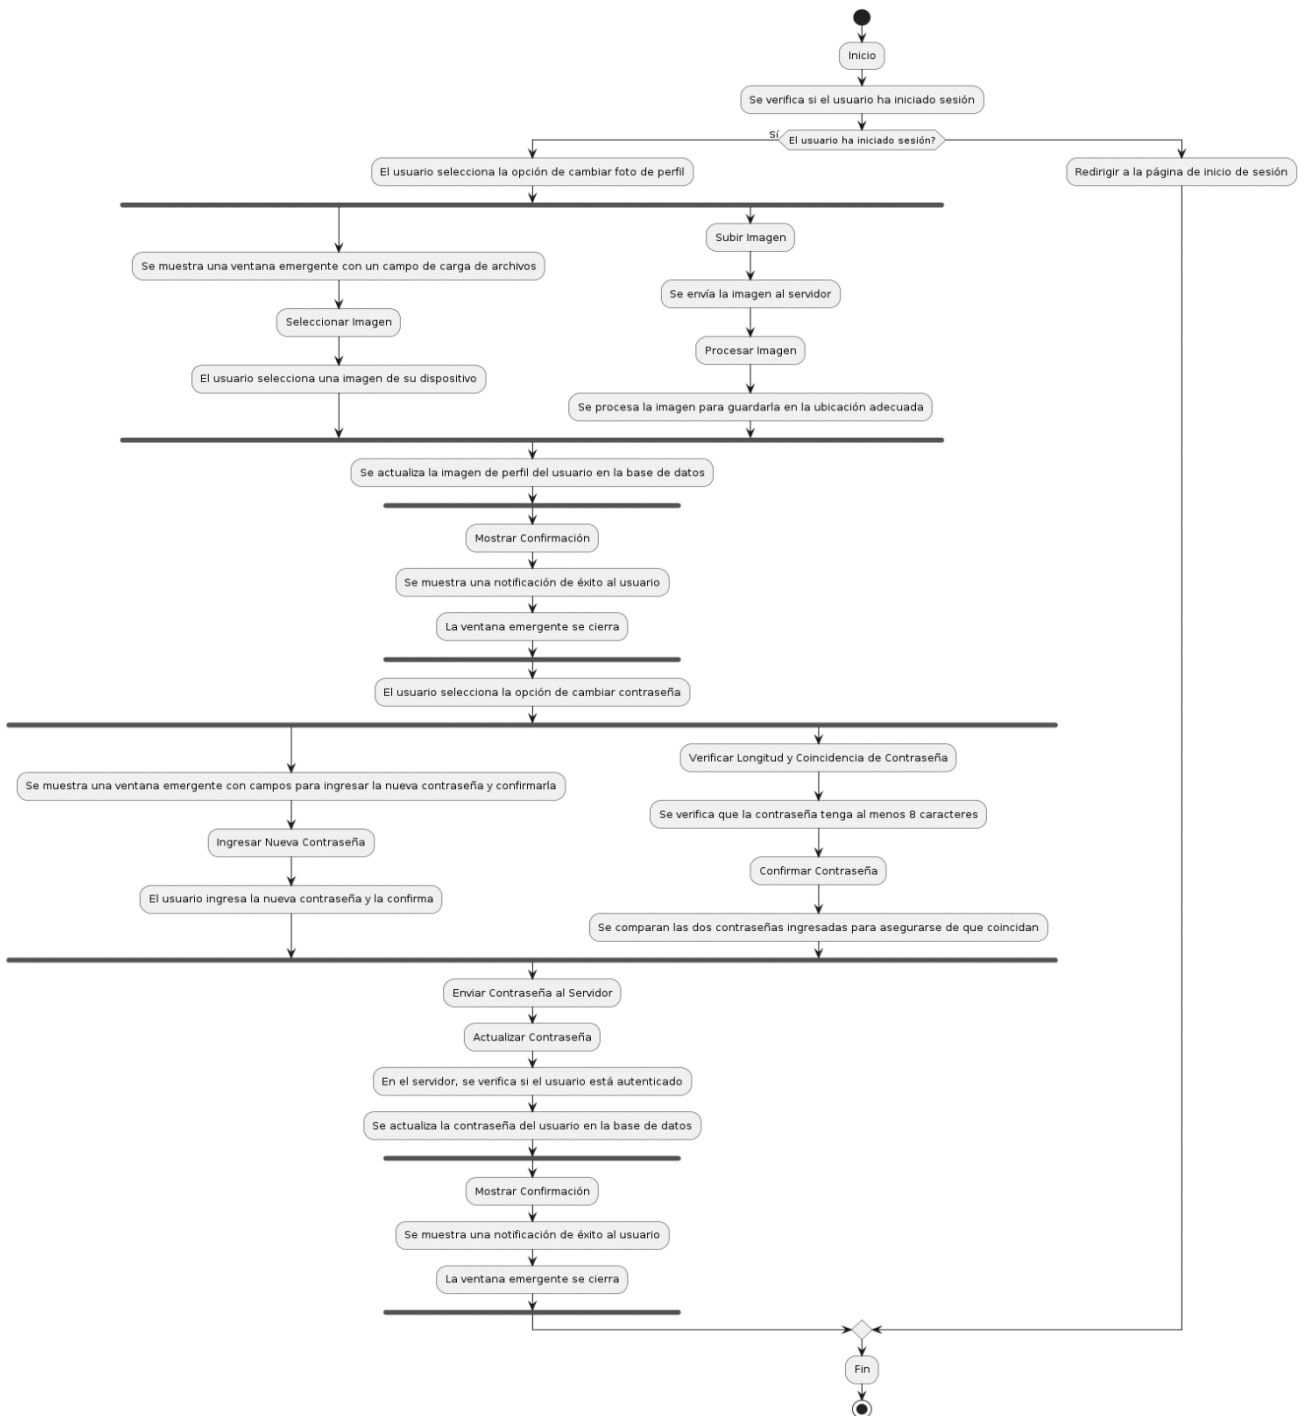 Inicio
Se verifica si el usuario ha iniciado sesión
Sí
El usuario ha iniciado sesión?
El usuario selecciona la opción de cambiar foto de perfil
Redirigir a la página de inicio de sesión
Se muestra una ventana emergente con un campo de carga de archivos
Seleccionar Imagen
El usuario selecciona una imagen de su dispositivo
Subir Imagen
Se envía la imagen al servidor
Procesar Imagen
Se procesa la imagen para guardarla en la ubicación adecuada
Se actualiza la imagen de perfil del usuario en la base de datos
Mostrar Confirmación
Se muestra una notificación de éxito al usuario
La ventana emergente se cierra
El usuario selecciona la opción de cambiar contraseña
Se muestra una ventana emergente con campos para ingresar la nueva contraseña y confirmarla
Ingresar Nueva Contraseña
El usuario ingresa la nueva contraseña y la confirma
Verificar Longitud y Coincidencia de Contraseña
Se verifica que la contraseña tenga al menos 8 caracteres
Confirmar Contraseña
Se comparan las dos contraseñas ingresadas para asegurarse de que coincidan
Enviar Contraseña al Servidor
Actualizar Contraseña
En el servidor, se verifica si el usuario está autenticado
Se actualiza la contraseña del usuario en la base de datos
Mostrar Confirmación
Se muestra una notificación de éxito al usuario
La ventana emergente se cierra
Fin